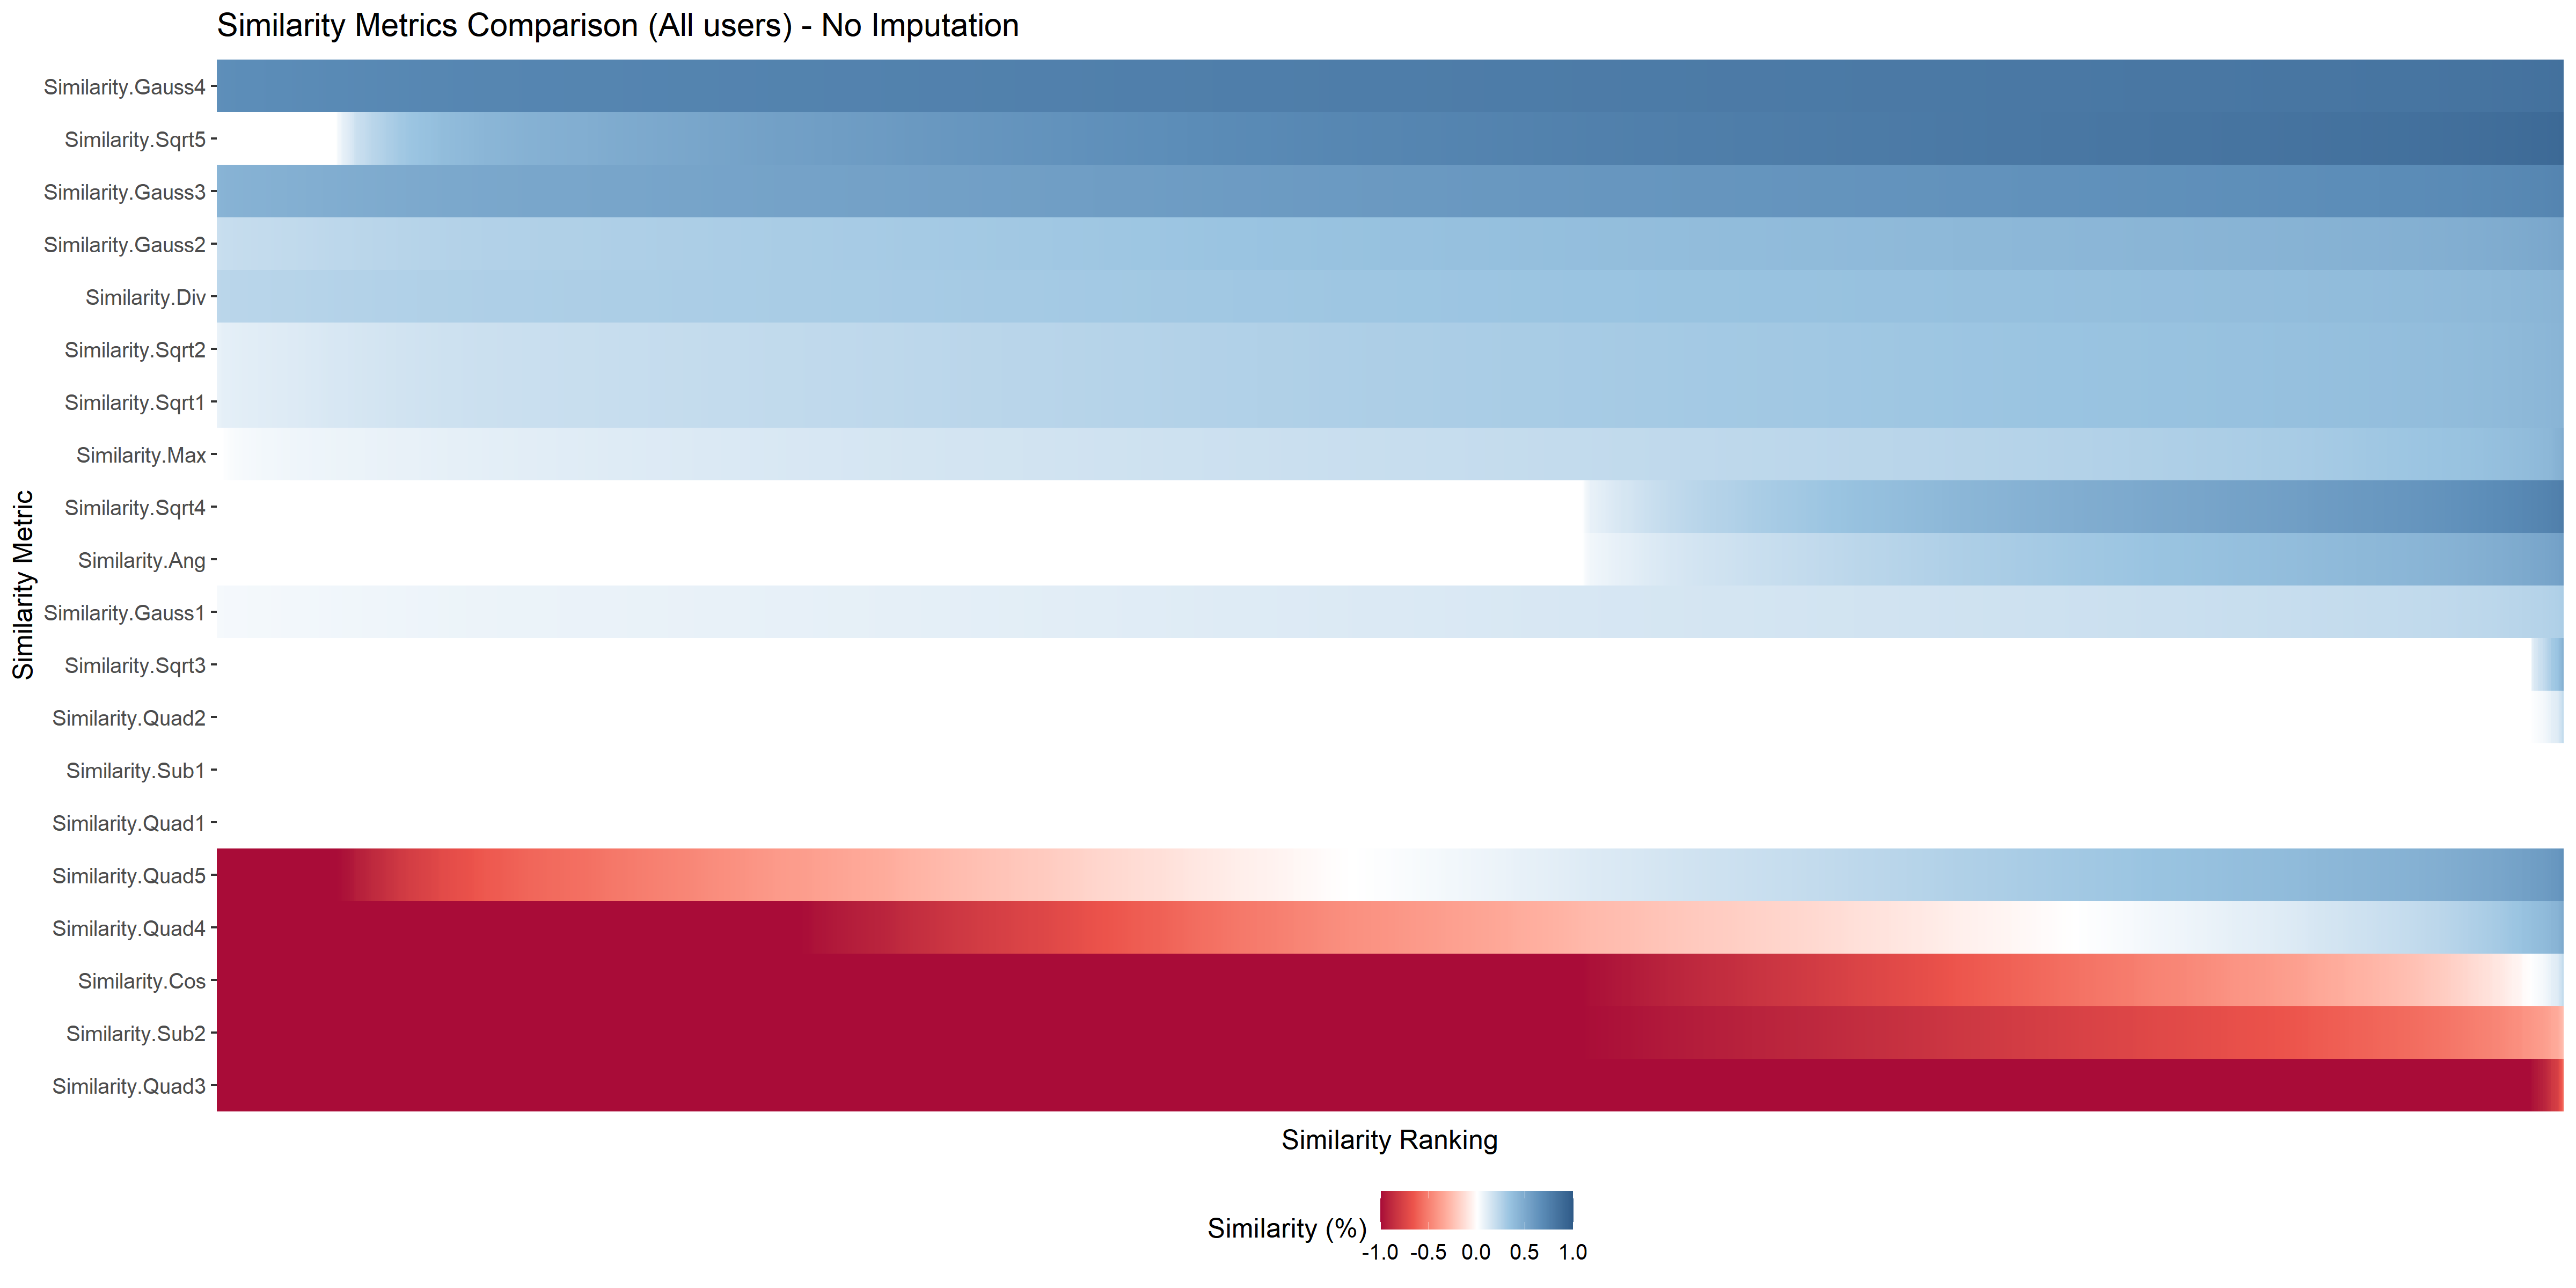 Similarity Metrics Comparison (All users) - No Imputation
Similarity Metric
Similarity.Gauss4
Similarity.Sqrt5
Similarity.Gauss3
Similarity.Gauss2
Similarity.Div
Similarity.Sqrt2
Similarity.Sqrt1
Similarity.Max
Similarity.Sqrt4
Similarity.Ang
Similarity.Gauss1
Similarity.Sqrt3
Similarity.Quad2
Similarity.Sub1
Similarity.Quad1
Similarity.Quad5
Similarity.Quad4
Similarity.Cos
Similarity.Sub2
Similarity.Quad3
Similarity Ranking
Similarity (%)
-1.0 -0.5 0.0 0.5 1.0